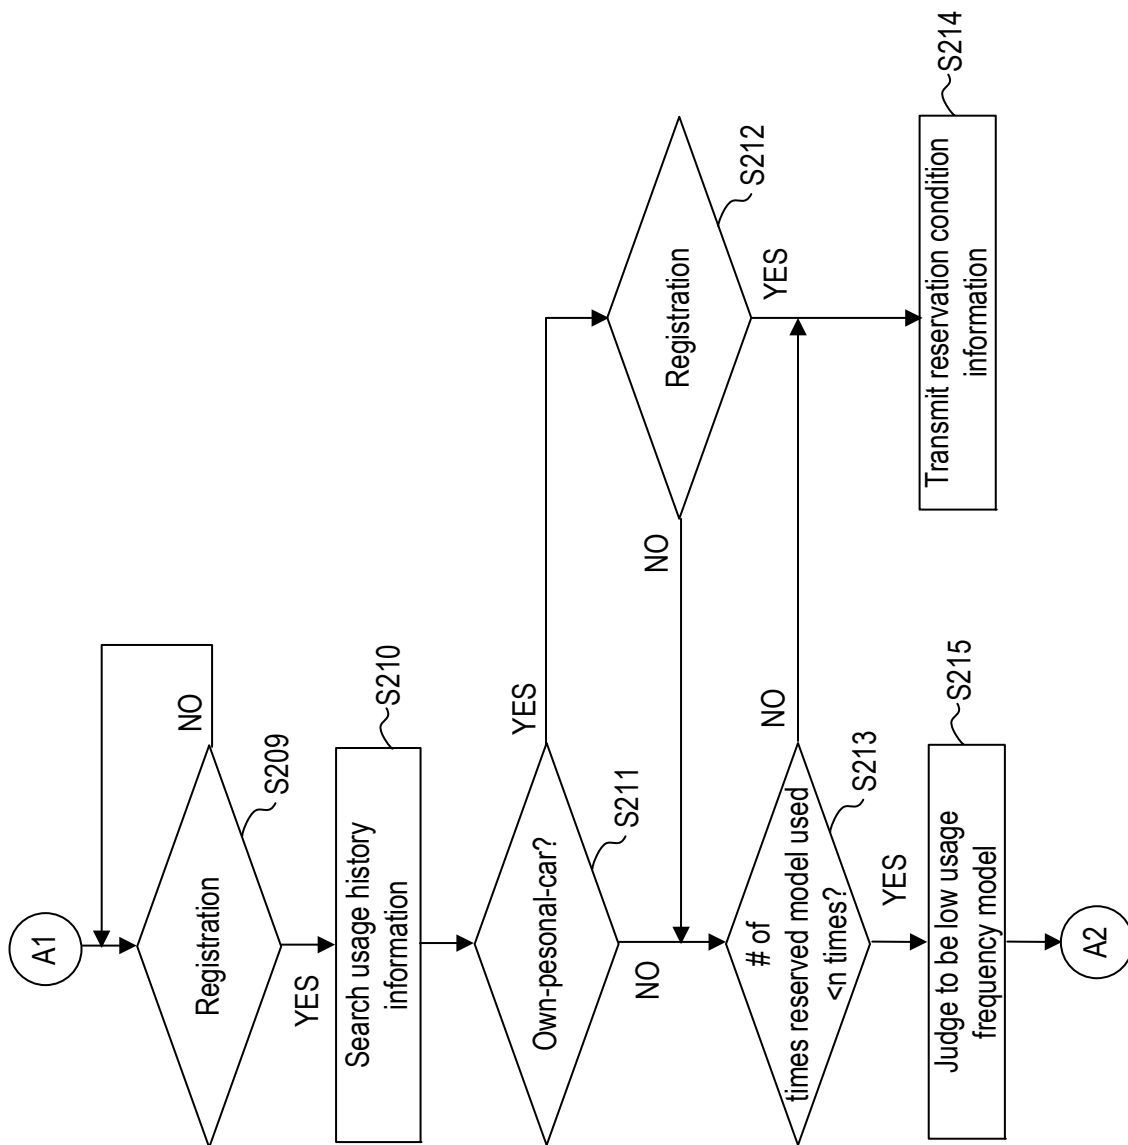 A1
Registration
S209
NO
YES
Search usage history
information
S210
Own-pesonal-car?
S211
YES
NO
Registration
S212
NO
YES
# of
times reserved model used
<n times?
S213
NO
YES
Transmit reservation condition
information
S214
Judge to be low usage
frequency model
S215
A2